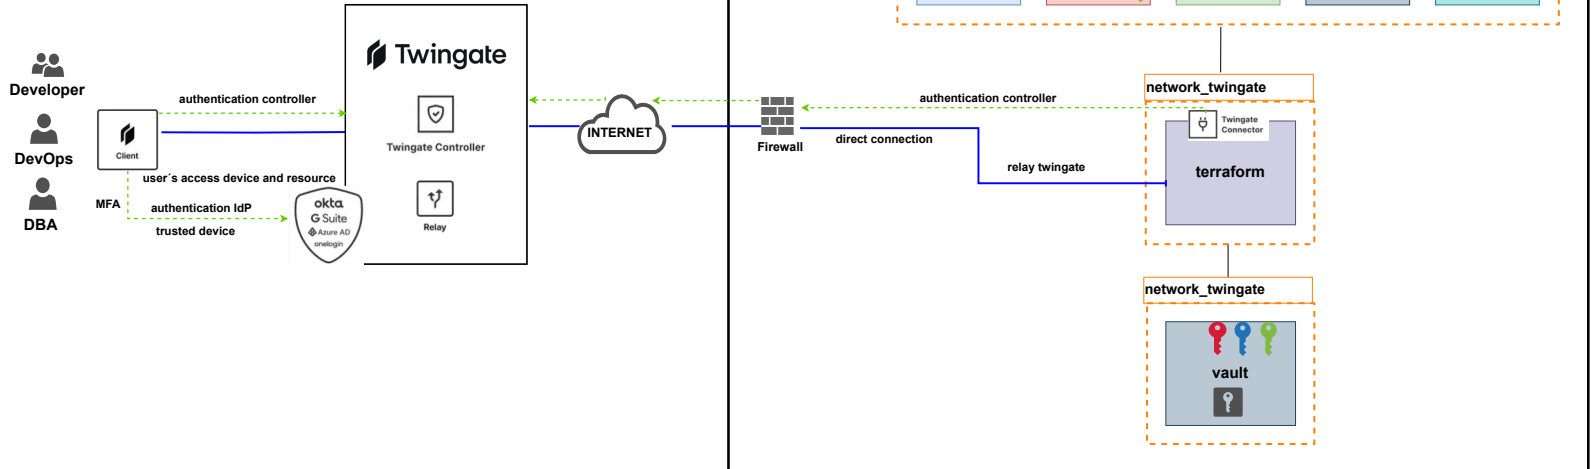 Developer
DevOps
DBA
Client
authentication controller
user´s access device and resource
MFA
authentication IdP
trusted device
okta
G Suite
Azure AD
onelogin
Twingate
Twingate Controller
Relay
INTERNET
Firewall
authentication controller
direct connection
relay twingate
network_twingate
Twingate
Connector
terraform
network_twingate
vault